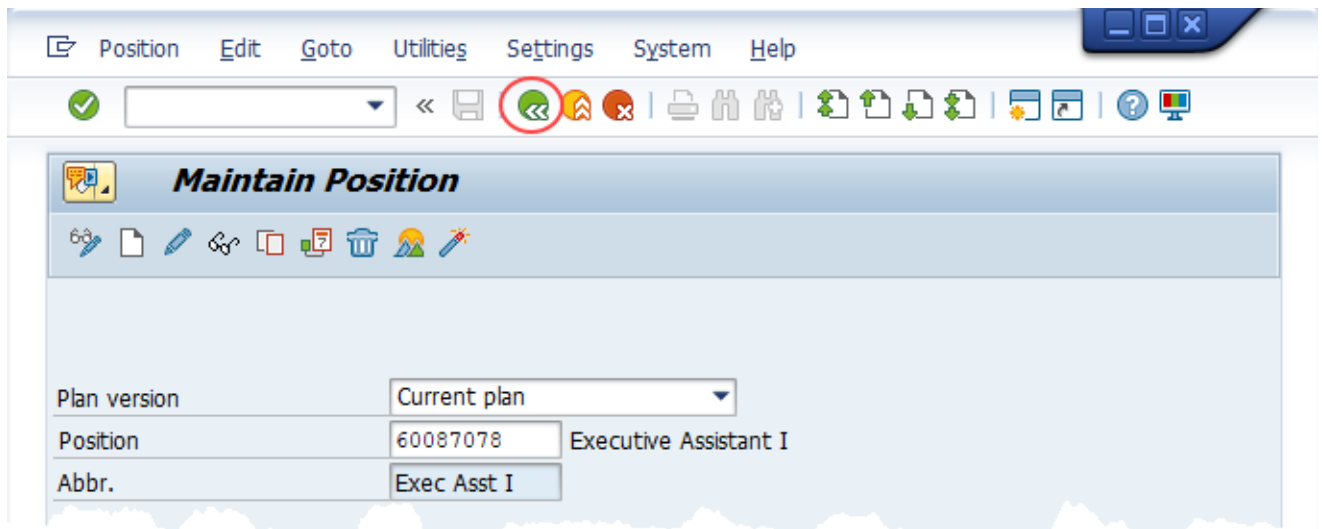 Position Edit Goto Utilities Settings System Help
Maintain Position
Plan version Current plan
Position 60087078 Executive Assistant I
Abbr. Exec Asst I